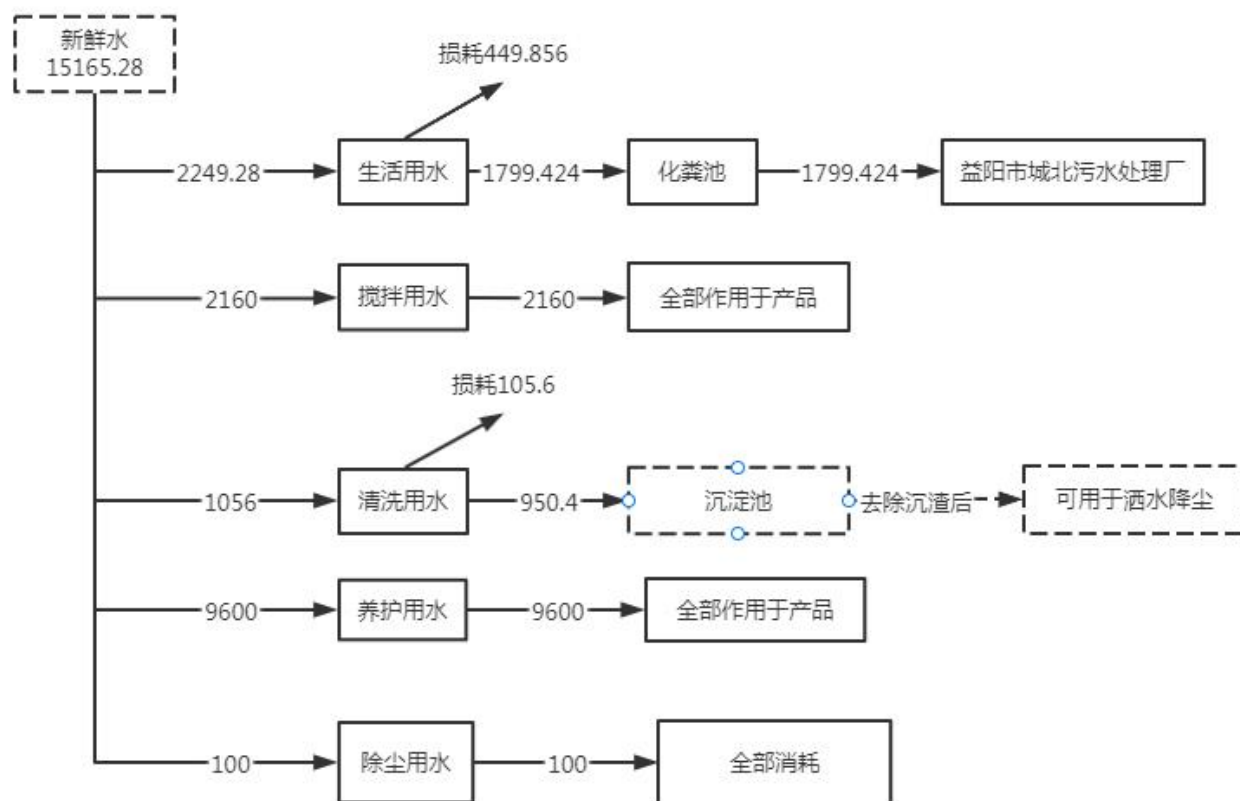 新鲜水
15165.28
损耗449.856
2249.28
生活用水
1799.424
化粪池
1799.424
益阳市城北污水处理厂
2160
搅拌用水
2160
全部作用于产品
损耗105.6
1056
清洗用水
950.4
沉淀池
去除沉渣后
可用于洒水降尘
9600
养护用水
9600
全部作用于产品
100
除尘用水
100
全部消耗